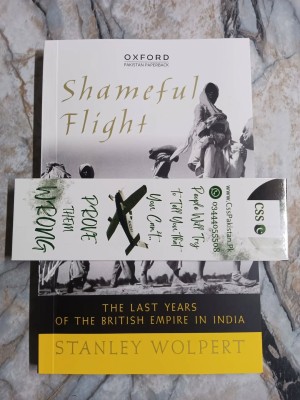 OXFORD
PAKISTAN PAPERBACK
Shameful
Flight
CSS
www.CssPakistan.Pk
People Will Try
to Tell You That
You Can't
PROVE
THEM
WRONG
THE LAST YEARS
OF THE BRITISH EMPIRE IN INDIA
STANLEY WOLPERT